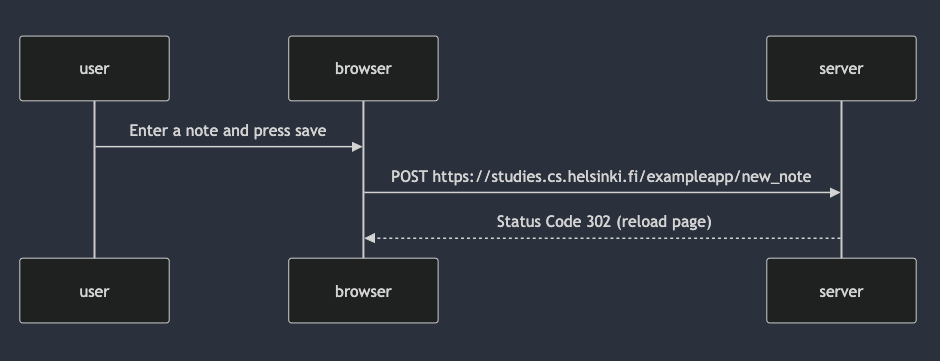 user
browser
server
Enter a note and press save
POST https://studies.cs.helsinki.fi/exampleapp/new_note
Status Code 302 (reload page)
user
browser
server